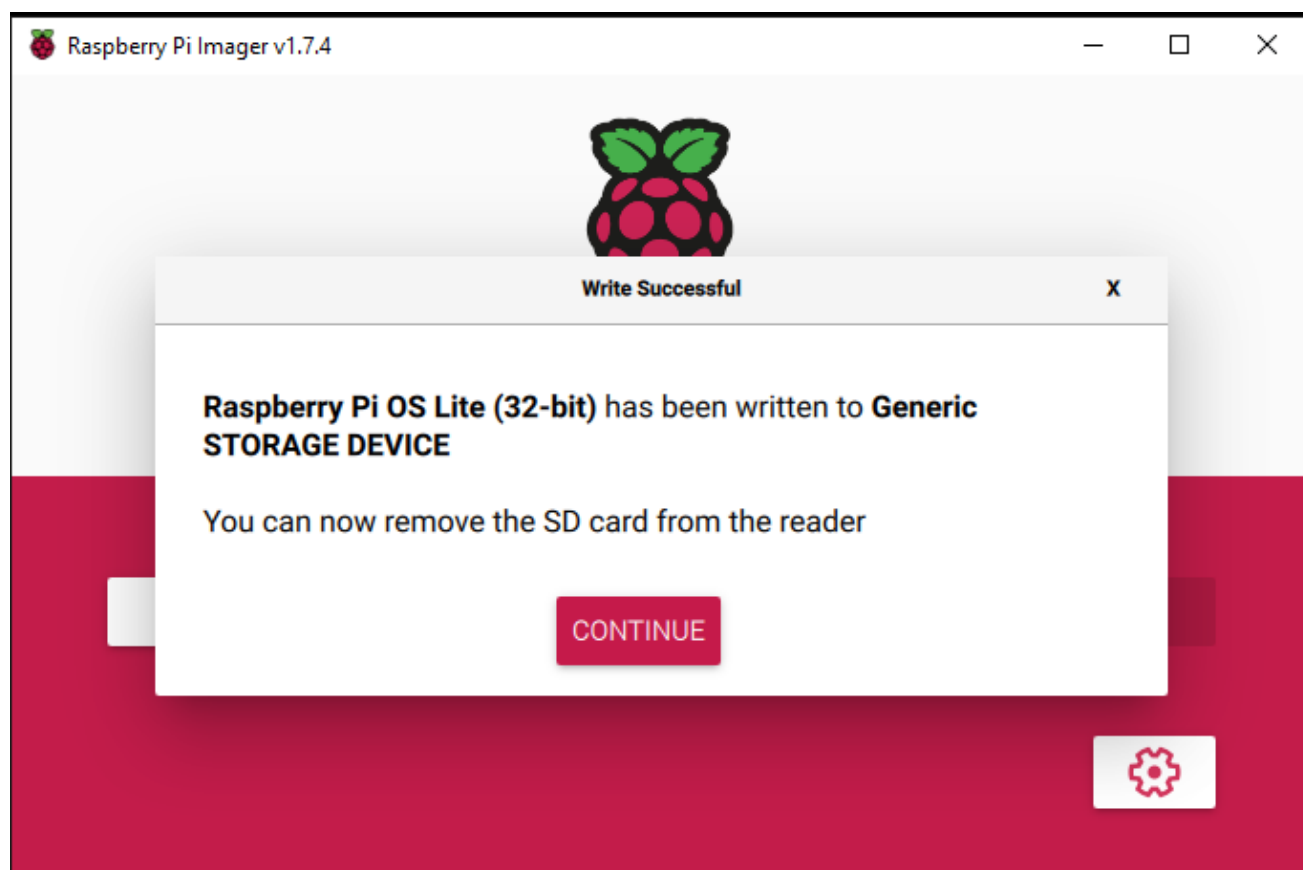 Raspberry Pi Imager v1.7.4
Write Successful
X
Raspberry Pi OS Lite (32-bit) has been written to Generic
STORAGE DEVICE
You can now remove the SD card from the reader
CONTINUE